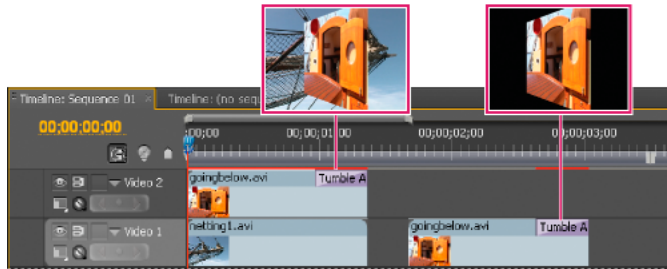 Timeline: Sequence 01 × Timeline: (no sequ
00;00;00;00
;00;00 00;00;01;00 00;00;02;00 00;00;03;00
Video 2 goingbelow.avi Tumble A
Video 1 netting1.avi goingbelow.avi Tumble A